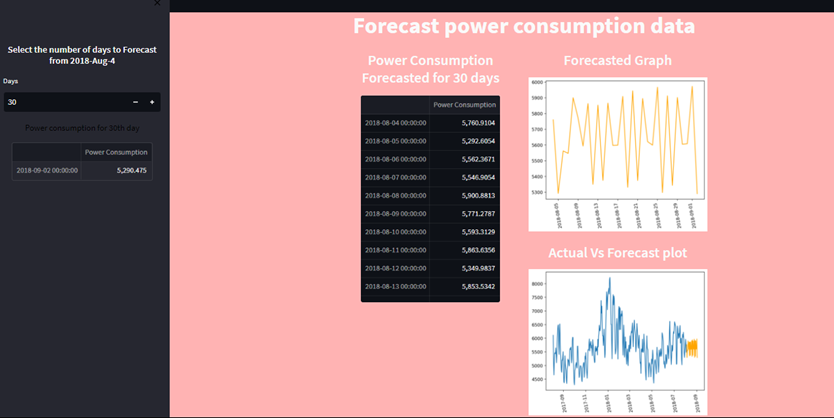 Select the number of days to Forecast
from 2018-Aug-4
Days
30
Power consumption for 30th day
Power Consumption
2018-09-02 00:00:00 5,290.475
Forecast power consumption data
Power Consumption
Forecasted for 30 days
Power Consumption
2018-08-04 00:00:00 5,760.9104
2018-08-05 00:00:00 5,292.6054
2018-08-06 00:00:00 5,562.3671
2018-08-07 00:00:00 5,546.9054
2018-08-08 00:00:00 5,900.8813
2018-08-09 00:00:00 5,771.2787
2018-08-10 00:00:00 5,593.3129
2018-08-11 00:00:00 5,863.6356
2018-08-12 00:00:00 5,349.9837
2018-08-13 00:00:00 5,853.5342
Forecasted Graph
6000
5900
5800
5700
5600
5500
5400
5300
2018-08-05
2018-08-09
2018-08-13
2018-08-17
2018-08-21
2018-08-25
2018-08-29
2018-09-01
Actual Vs Forecast plot
8000
7500
7000
6500
6000
5500
5000
4500
2017-09
2017-11
2018-01
2018-03
2018-05
2018-07
2018-09